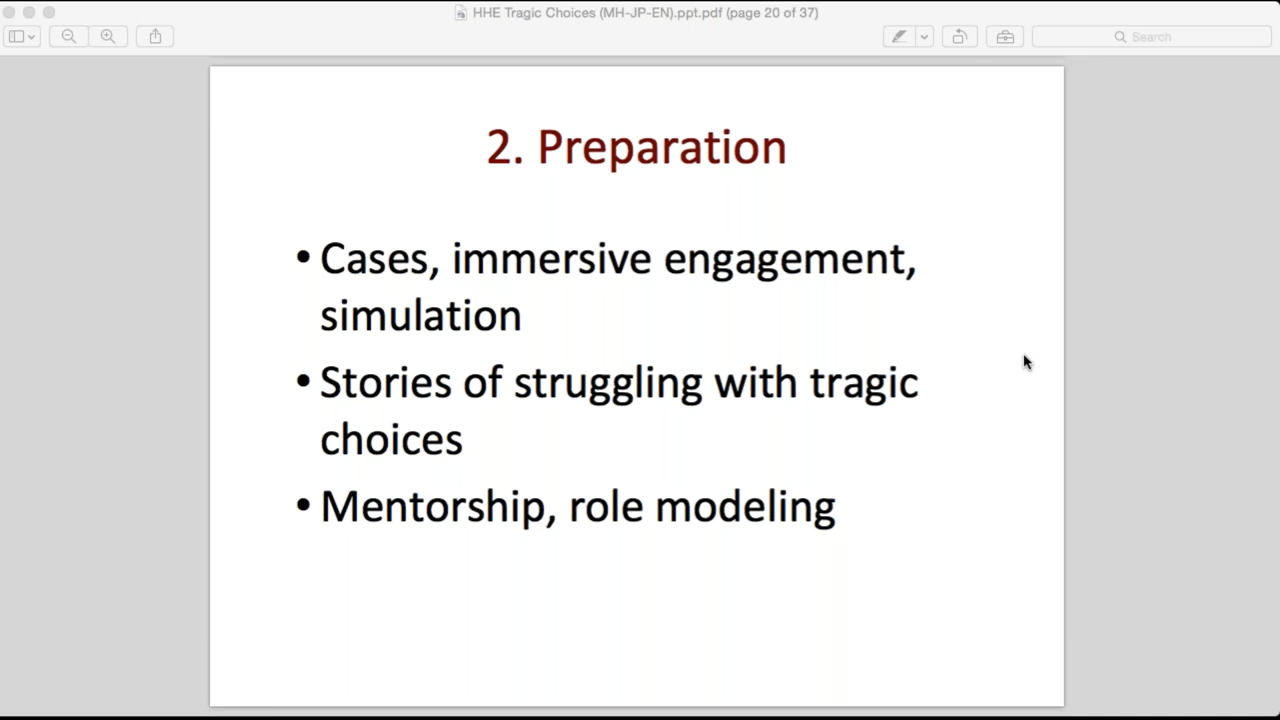 HHE Tragic Choices (MH-JP-EN).ppt.pdf (page 20 of 37)
Search
2. Preparation
• Cases, immersive engagement,
simulation
• Stories of struggling with tragic
choices
• Mentorship, role modeling